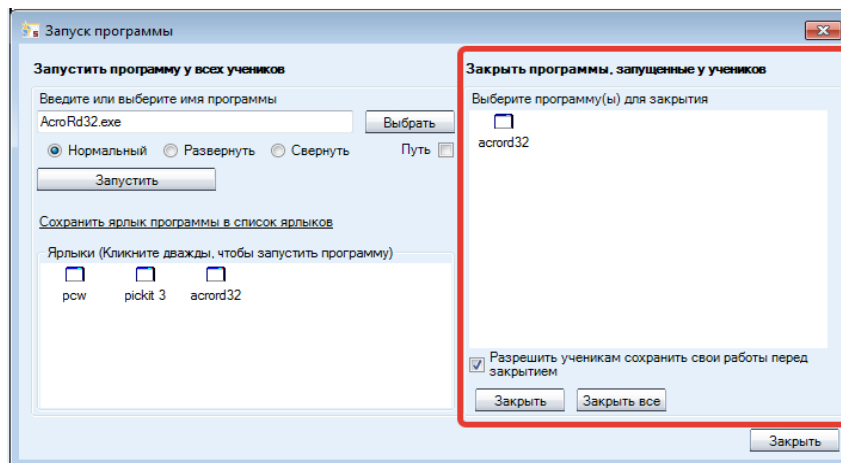 Запуск программы
Запустить программу у всех учеников
Введите или выберите имя программы
AcroRd32.exe
Выбрать
Нормальный Развернуть Свернуть Путь
Запустить
Сохранить ярлык программы в список ярлыков
Ярлыки (Кликните дважды, чтобы запустить программу)
pcw pickit 3 acrord32
Закрыть программы, запущенные у учеников
Выберите программу(ы) для закрытия
acrord32
Разрешить ученикам сохранить свои работы перед
закрытием
Закрыть Закрыть все
Закрыть